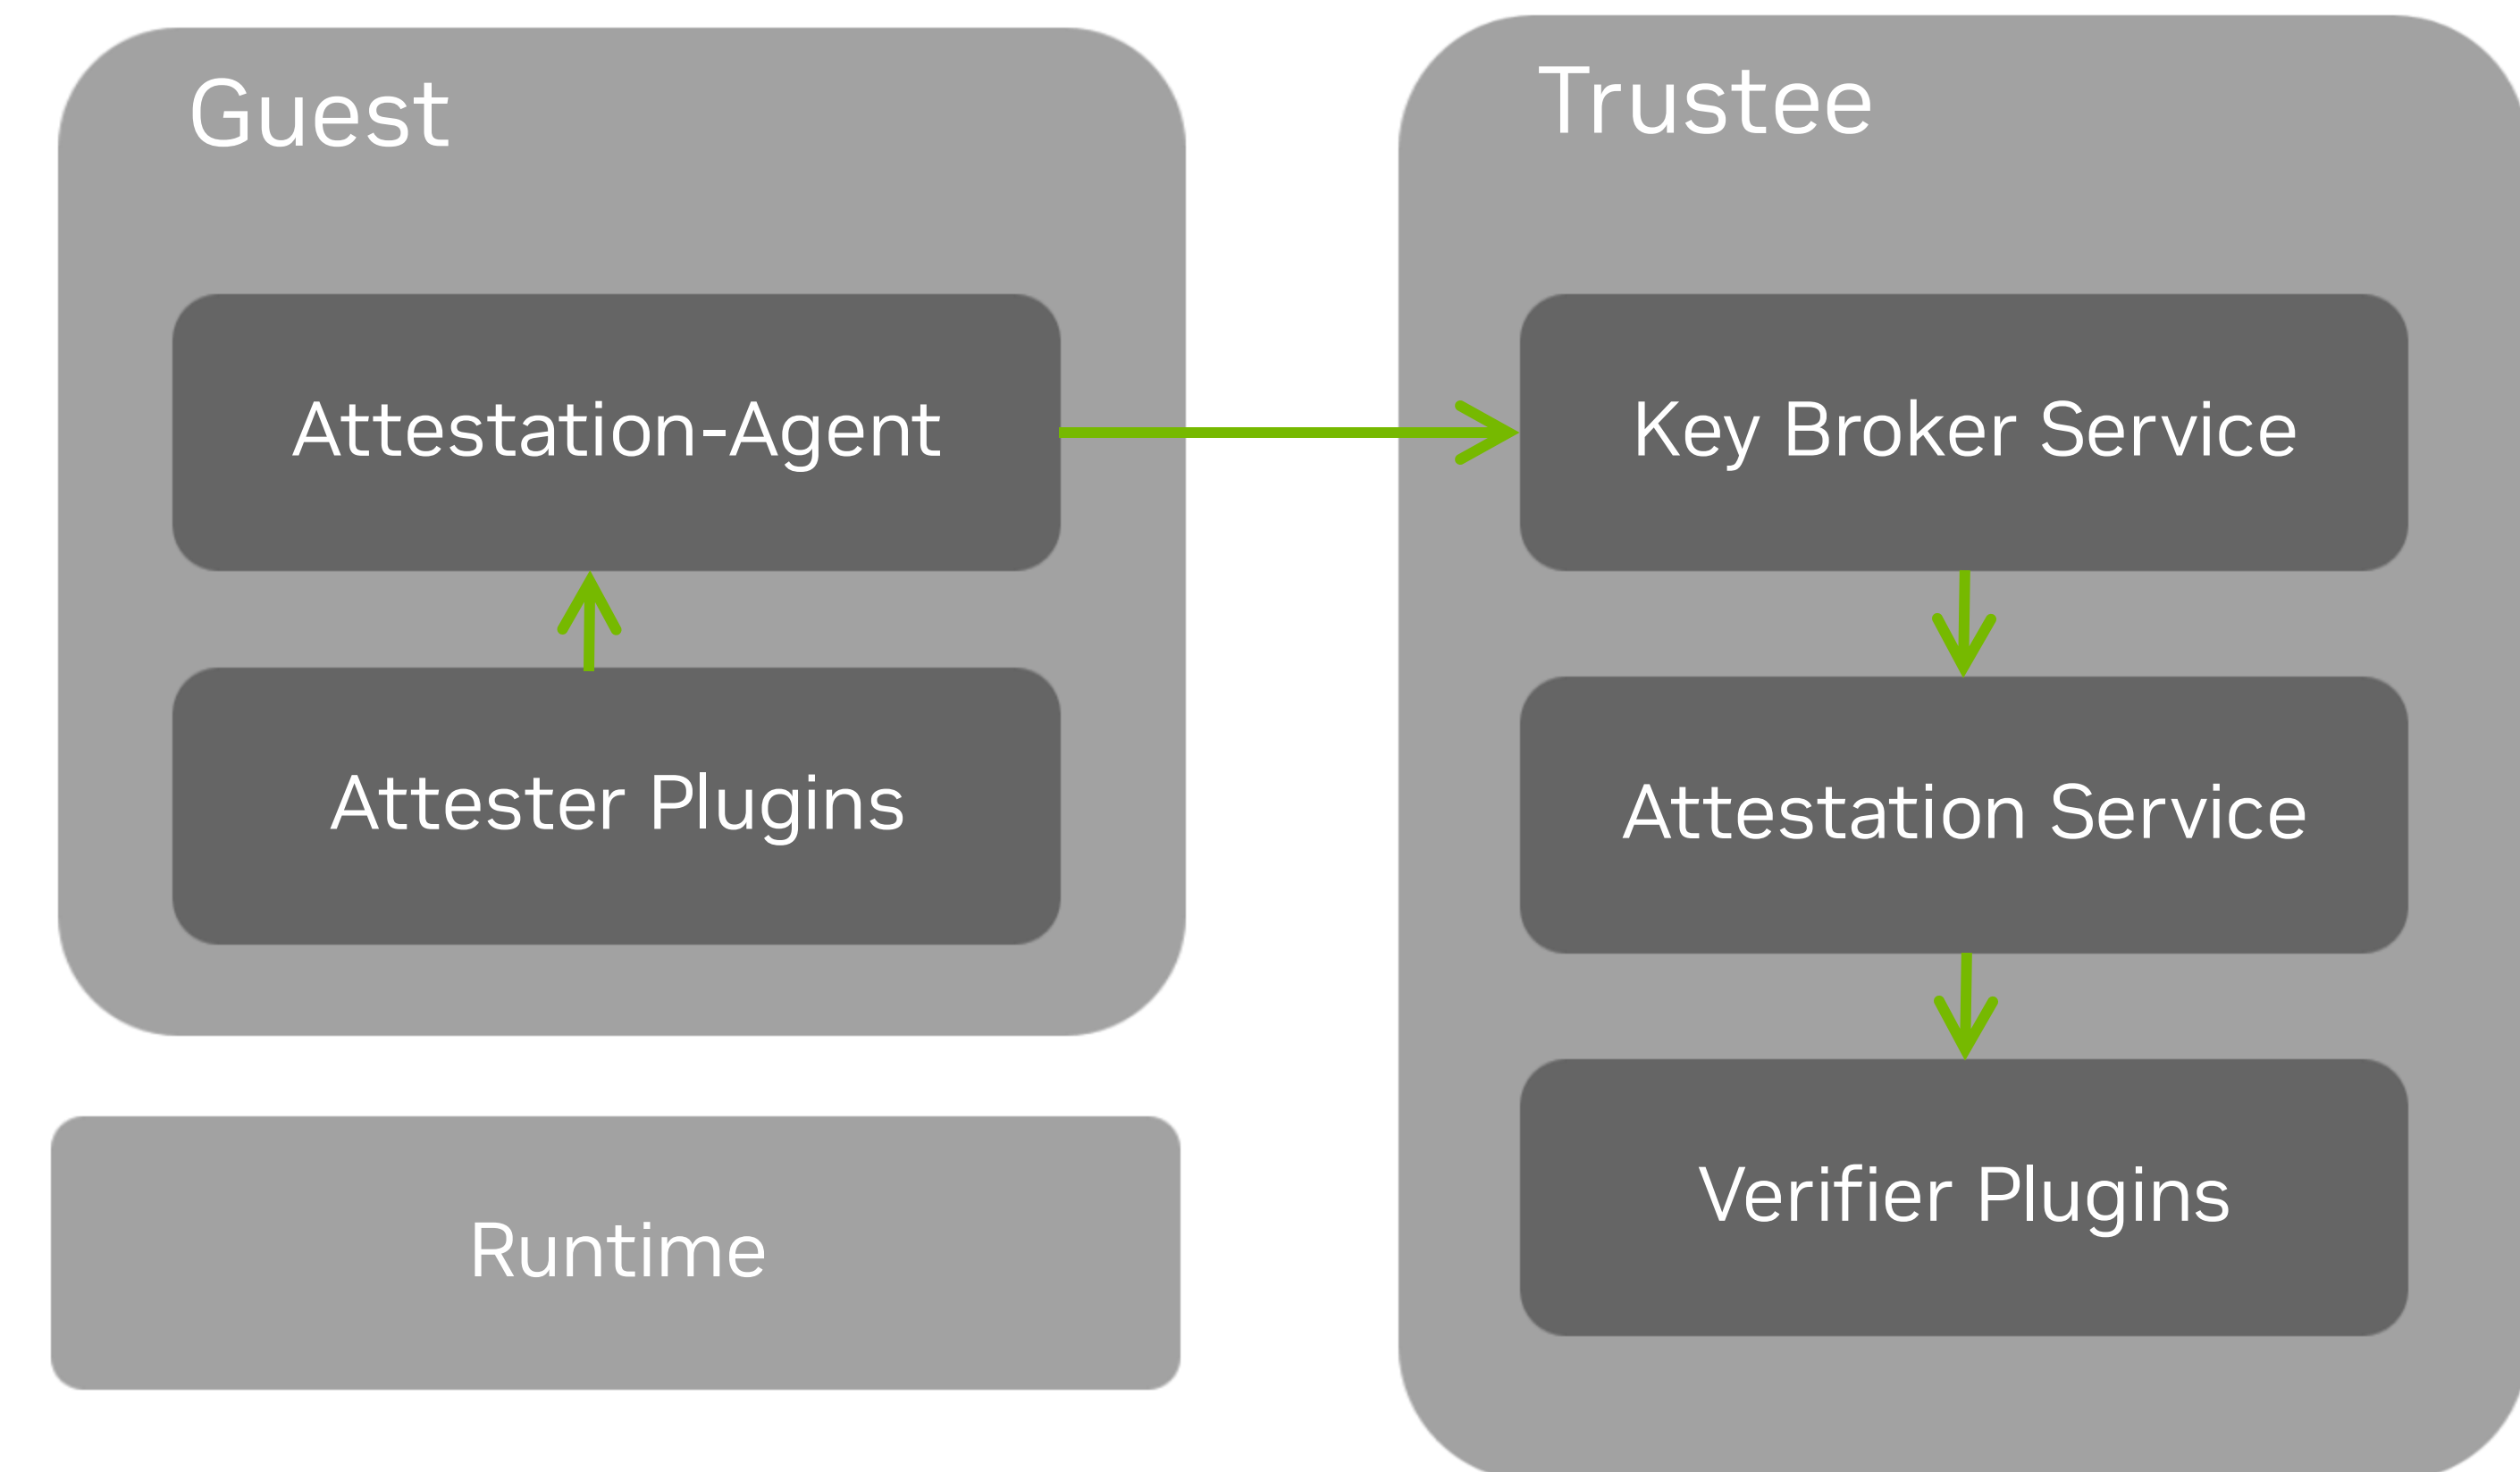 Guest
Attestation-Agent
Attester Plugins
Runtime
Trustee
Key Broker Service
Attestation Service
Verifier Plugins